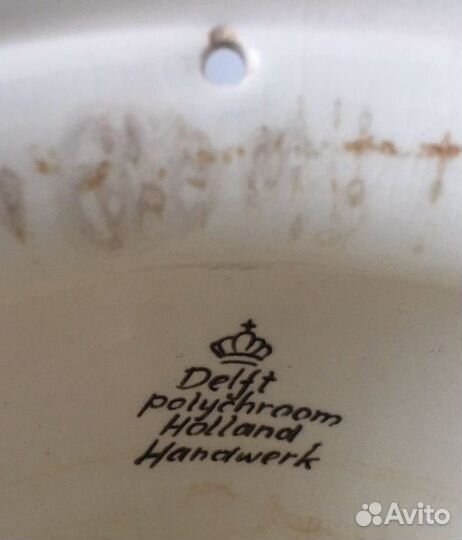 Delft
polychroom
Holland
Handwerk
Avito